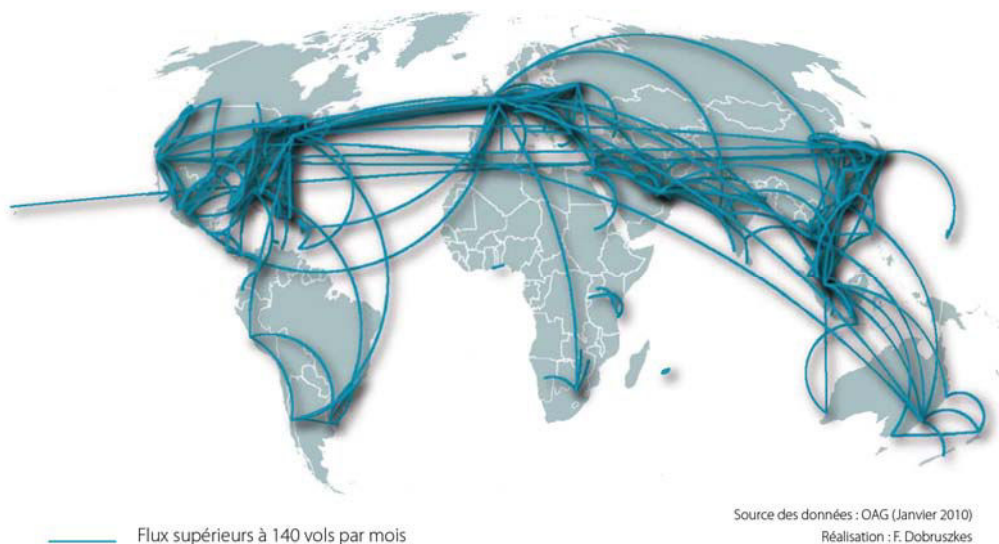 Flux supérieurs à 140 vols par mois
Source des données : OAG (Janvier 2010)
Réalisation : F. Dobruszkes